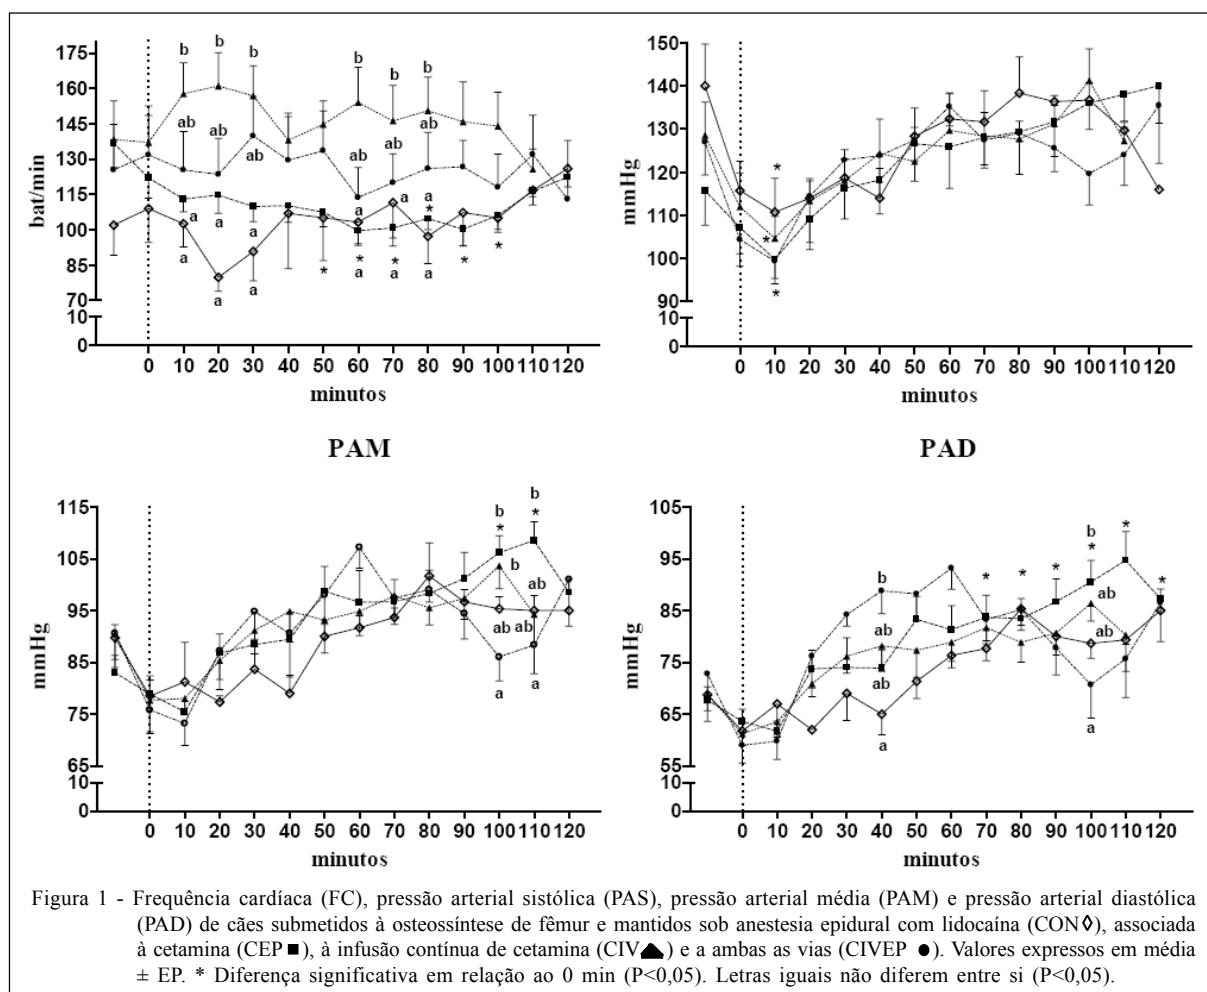 175
160
145
130
115
100
85
70
10
0
bat/min
b b b b b b
ab ab ab ab ab ab
a a a a a
*
* * * * *
a a a a a a
0 10 20 30 40 50 60 70 80 90 100 110 120
minutos
150
140
130
120
110
100
90
10
0
mmHg
*
*
*
0 10 20 30 40 50 60 70 80 90 100 110 120
minutos
PAM
115
105
95
85
75
65
10
0
mmHg
b b
* *
b
ab
ab ab
a a
0 10 20 30 40 50 60 70 80 90 100 110 120
minutos
PAD
115
105
95
85
75
65
55
10
0
mmHg
b
b * * * * * *
ab ab
ab ab
a a
0 10 20 30 40 50 60 70 80 90 100 110 120
minutos
Figura 1 - Frequência cardíaca (FC), pressão arterial sistólica (PAS), pressão arterial média (PAM) e pressão arterial diastólica
(PAD) de cães submetidos à osteossíntese de fêmur e mantidos sob anestesia epidural com lidocaína (CON◊), associada
à cetamina (CEP ■), à infusão contínua de cetamina (CIV▲) e a ambas as vias (CIVEP ●). Valores expressos em média
± EP. * Diferença significativa em relação ao 0 min (P<0,05). Letras iguais não diferem entre si (P<0,05).